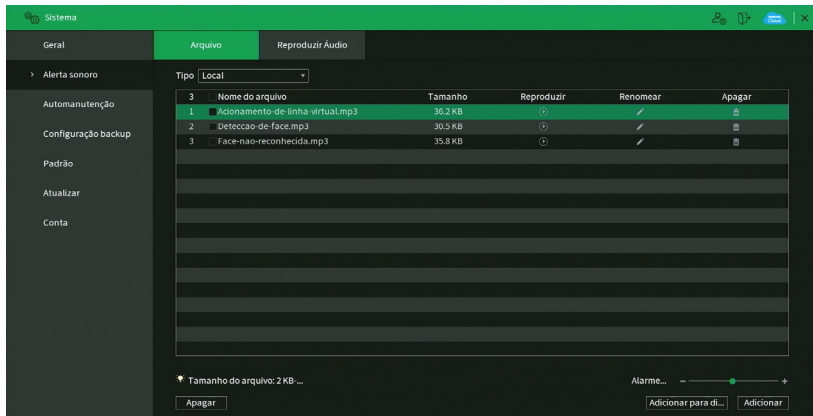 Sistema
Cloud
Geral
Alerta sonoro
Automanutenção
Configuração backup
Padrão
Atualizar
Conta
Arquivo Reproduzir Áudio
Tipo Local
3 Nome do arquivo Tamanho Reproduzir Renomear Apagar
1 Acionamento-de-linha-virtual.mp3 36.2 KB
2 Deteccao-de-face.mp3 30.5 KB
3 Face-nao-reconhecida.mp3 35.8 KB
Tamanho do arquivo: 2 KB-... Alarme...
Apagar Adicionar para di... Adicionar